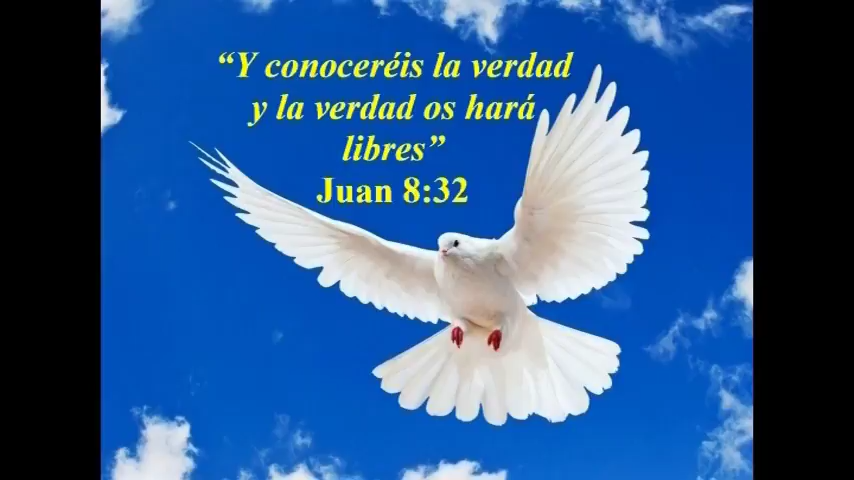 “Y conoceréis la verdad
y la verdad os hará
libres”
Juan 8:32